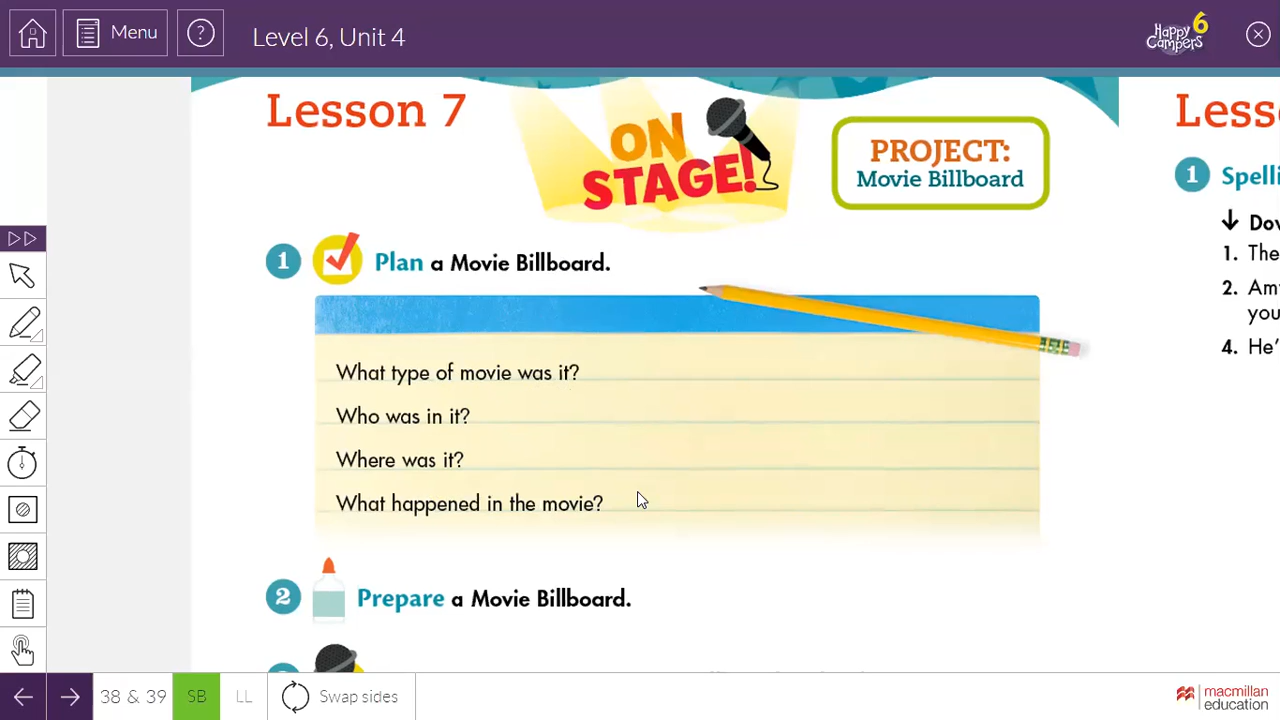 Menu
?
Level 6, Unit 4
Happy Campers 6
Lesson 7
ON STAGE!
PROJECT:
Movie Billboard
1 Plan a Movie Billboard.
What type of movie was it?
Who was in it?
Where was it?
What happened in the movie?
2 Prepare a Movie Billboard.
Less
1 Spelli
Dov
1. The
2. Am
you
4. He'
38 & 39
SB
LL
Swap sides
macmillan
education